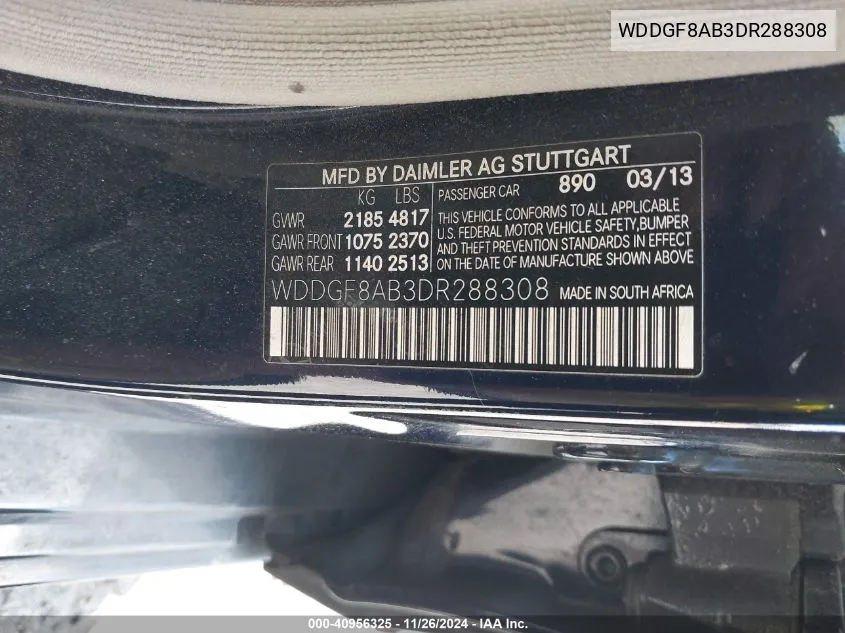 WDDGF8AB3DR288308
MFD BY DAIMLER AG STUTTGART
KG LBS PASSENGER CAR 890 03/13
GVWR 2185 4817
GAWR FRONT 1075 2370
GAWR REAR 1140 2513
THIS VEHICLE CONFORMS TO ALL APPLICABLE
U.S. FEDERAL MOTOR VEHICLE SAFETY, BUMPER
AND THEFT PREVENTION STANDARDS IN EFFECT
ON THE DATE OF MANUFACTURE SHOWN ABOVE
WDDGF8AB3DR288308 MADE IN SOUTH AFRICA
000-40956325 - 11/26/2024 - IAA Inc.